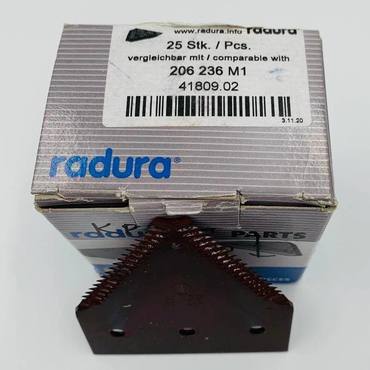 www.radura.info radura
25 Stk. / Pcs.
vergleichbar mit / comparable with
206 236 M1
41809.02
3.11.20
radura®
PARTS